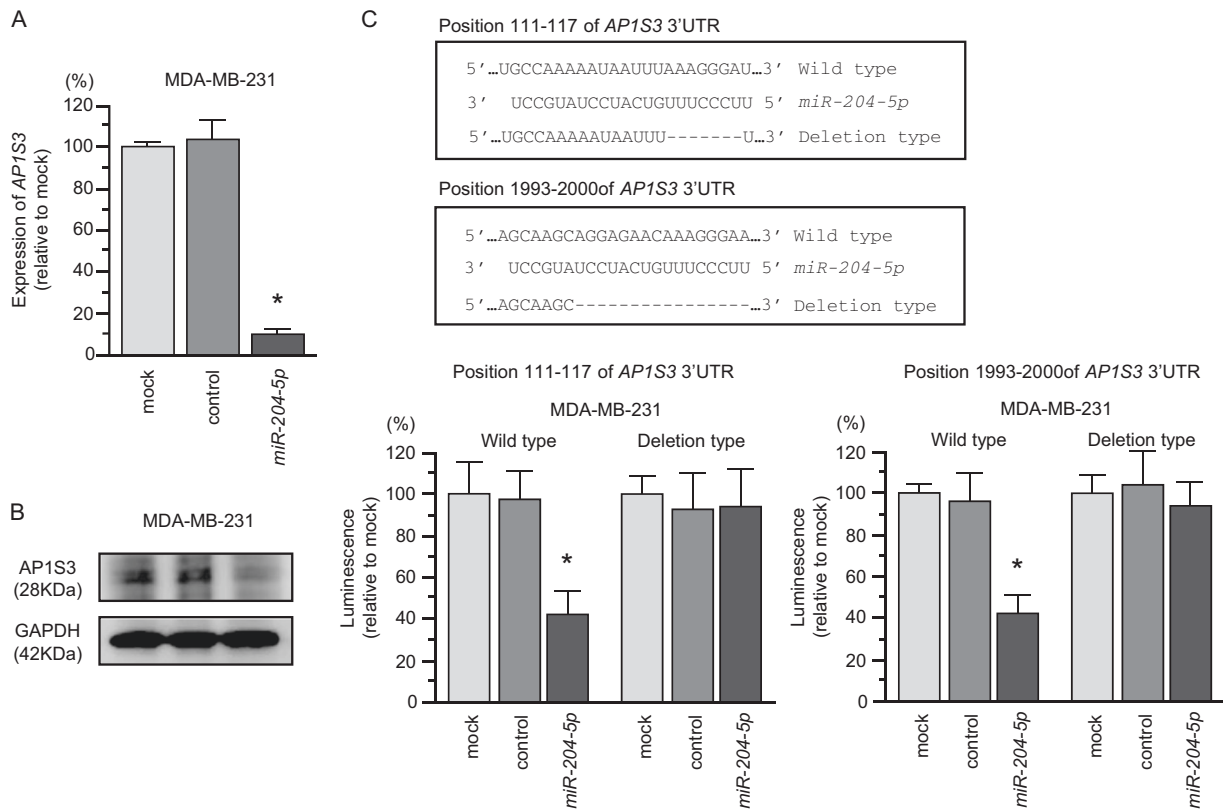 A
(%)
MDA-MB-231
Expression of AP1S3
(relative to mock)
120
100
80
60
40
20
0
*
mock
control
miR-204-5p
B
MDA-MB-231
AP1S3
(28KDa)
GAPDH
(42KDa)
C
Position 111-117 of AP1S3 3’UTR
5’…UGCCAAAAAUAAUUUAAAGGGAU…3’ Wild type
3’ UCCGUAUCCUACUGUUUCCCUU 5’ miR-204-5p
5’…UGCCAAAAAUAAUUU-------U…3’ Deletion type
Position 1993-2000of AP1S3 3’UTR
5’…AGCAAGCAGGAGAACAAAGGGAA…3’ Wild type
3’ UCCGUAUCCUACUGUUUCCCUU 5’ miR-204-5p
5’…AGCAAGC----------------…3’ Deletion type
Position 111-117 of AP1S3 3’UTR
MDA-MB-231
(%)
Wild type Deletion type
Luminescence
(relative to mock)
120
100
80
60
40
20
0
*
mock
control
miR-204-5p
mock
control
miR-204-5p
Position 1993-2000of AP1S3 3’UTR
MDA-MB-231
(%)
Wild type Deletion type
Luminescence
(relative to mock)
120
100
80
60
40
20
0
*
mock
control
miR-204-5p
mock
control
miR-204-5p